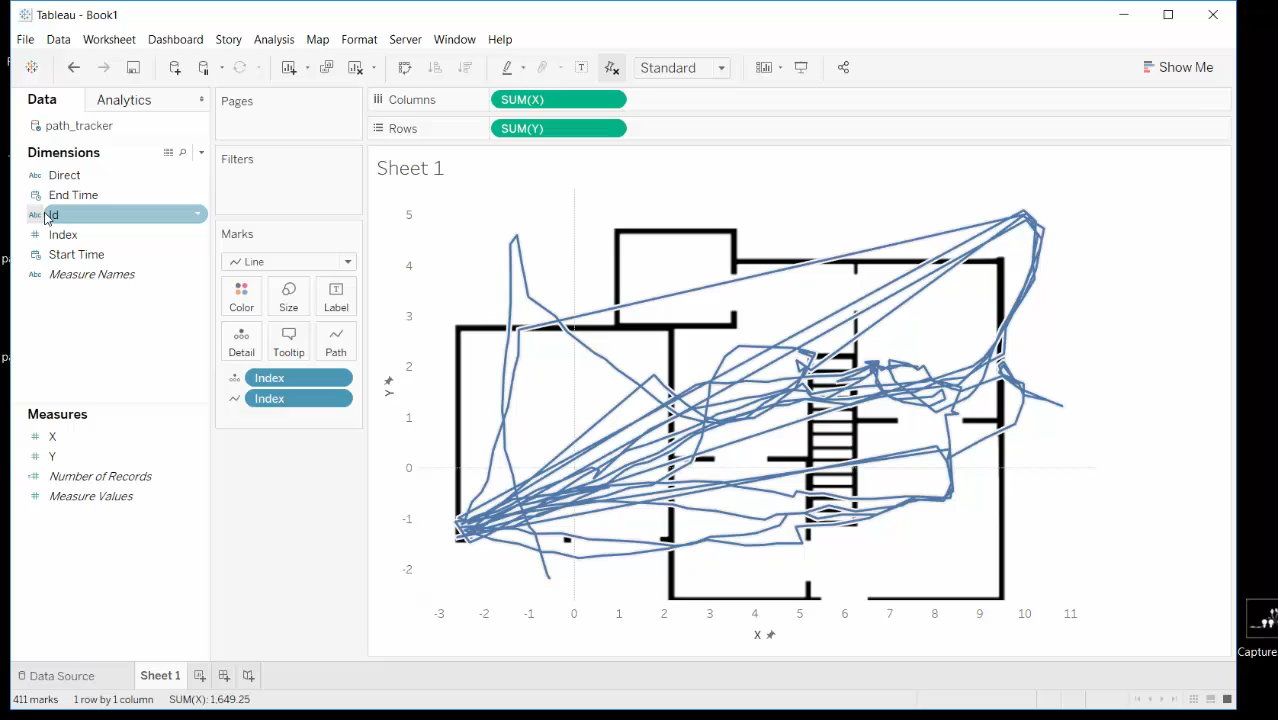 Tableau - Book1
File Data Worksheet Dashboard Story Analysis Map Format Server Window Help
Standard
Show Me
Data Analytics
path_tracker
Dimensions
Abc Direct
End Time
Abc Id
Index
Start Time
Abc Measure Names
Measures
X
Y
Number of Records
Measure Values
Pages
Filters
Marks
Line
Color Size Label
Detail Tooltip Path
Index
Index
Columns SUM(X)
Rows SUM(Y)
Sheet 1
5
4
3
2
1
0
-1
-2
Y
-3 -2 -1 0 1 2 3 4 5 6 7 8 9 10 11
X
Data Source Sheet 1
411 marks 1 row by 1 column SUM(X): 1,649.25
Capture